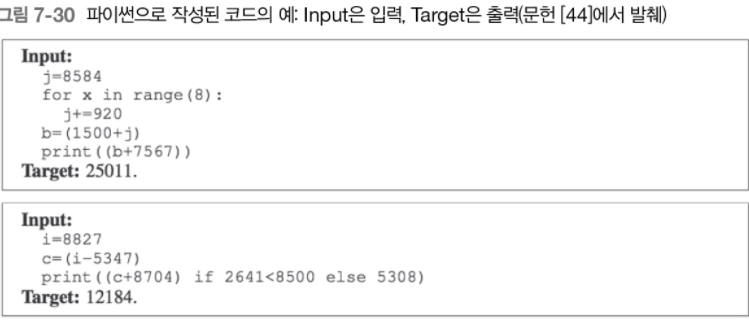 그림 7-30 파이썬으로 작성된 코드의 예: Input은 입력, Target은 출력(문헌 [44]에서 발췌)
Input:
j=8584
for x in range(8):
j+=920
b=(1500+j)
print((b+7567))
Target: 25011.
Input:
i=8827
c=(i-5347)
print((c+8704) if 2641<8500 else 5308)
Target: 12184.